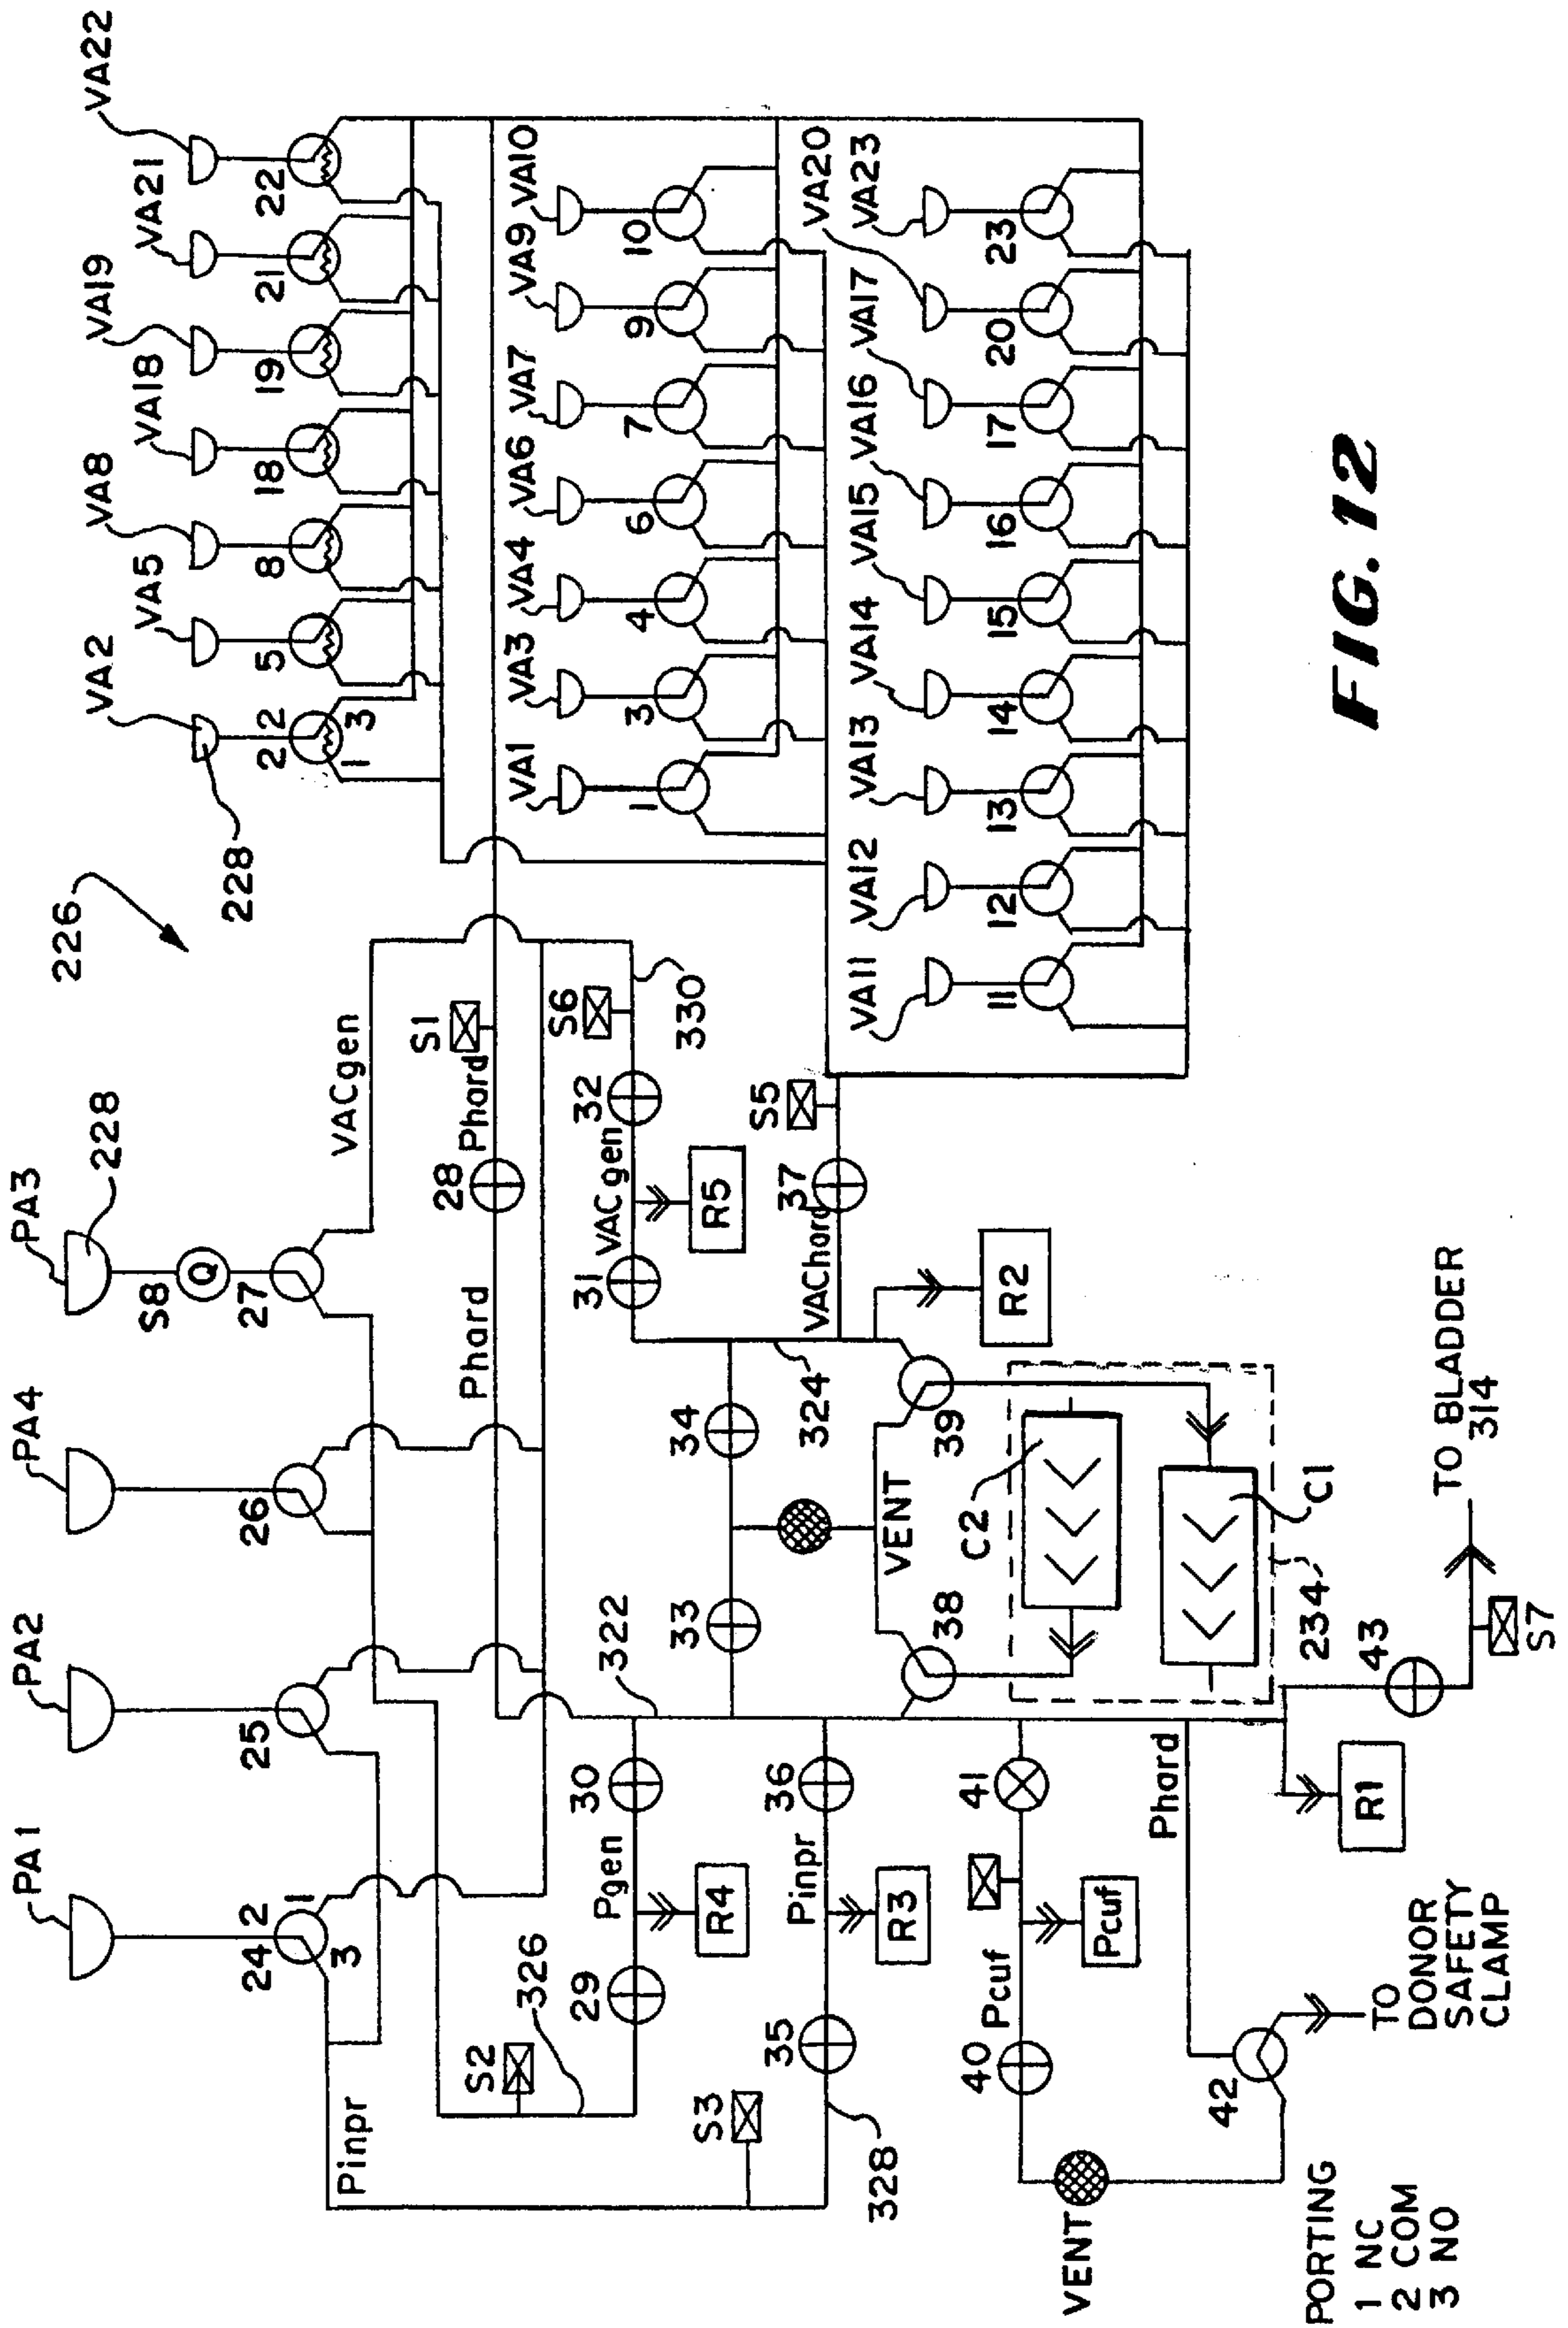 226
PA1
PA2
PA4
PA3
228
VA2
VA5
VA8
VA18
VA19
VA21
VA22
228
24
2
1
3
25
26
S8
Q
27
VACgen
2
2
1
3
5
8
18
19
21
22
Pinpr
S2
326
Phard
28
Phard
S1
VA1
VA3
VA4
VA6
VA7
VA9
VA10
29
Pgen
30
R4
322
31
VACgen
32
R5
S6
330
1
3
4
6
7
9
10
S3
328
35
Pinpr
36
R3
33
34
324
VENT
VAChard
37
S5
R2
VA11
VA12
VA13
VA14
VA15
VA16
VA17
VA20
VA23
38
39
C2
C1
234
11
12
13
14
15
16
17
20
23
VENT
40
Pcuf
41
Pcuf
Phard
42
R1
43
S7
TO
DONOR
SAFETY
CLAMP
TO BLADDER
314
PORTING
1 NC
2 COM
3 NO
FIG. 12